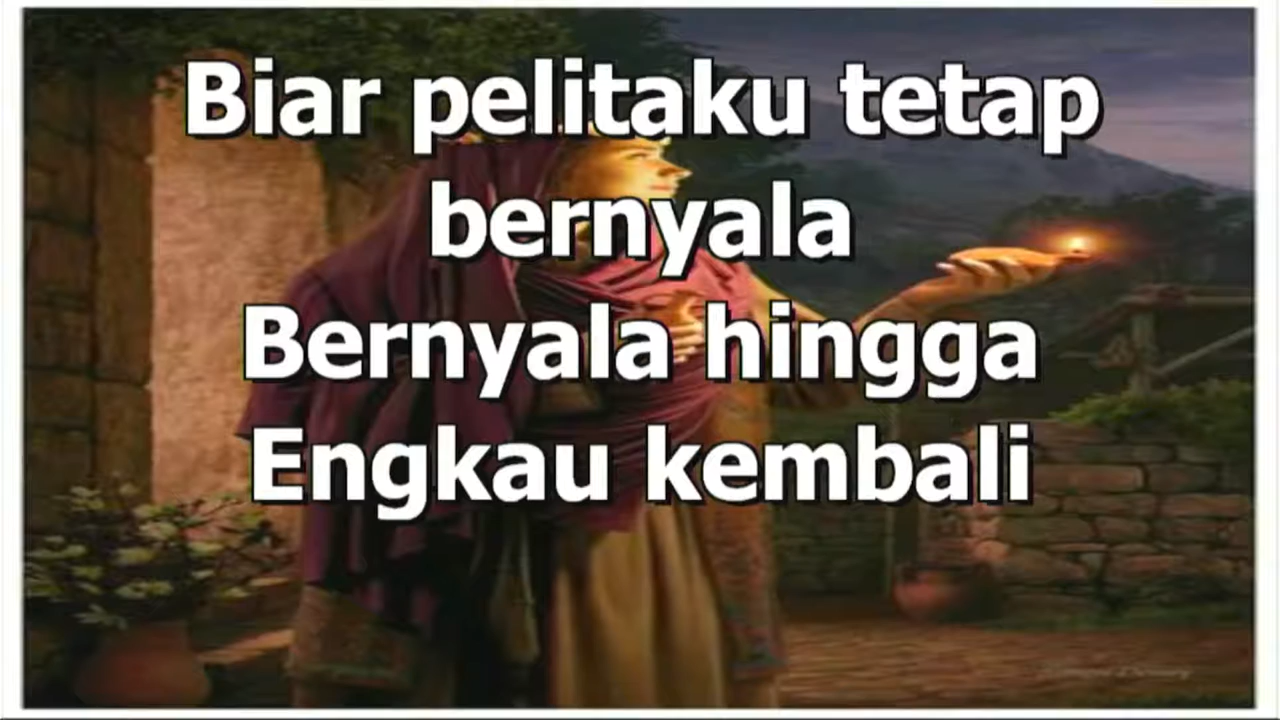 Biar pelitaku tetap
bernyala
Bernyala hingga
Engkau kembali